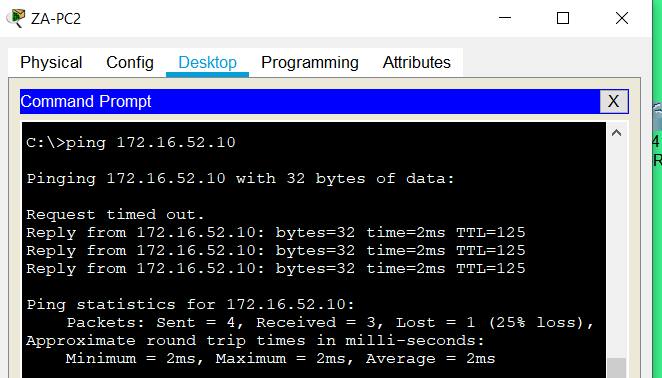 ZA-PC2
Physical Config Desktop Programming Attributes
Command Prompt X
C:\>ping 172.16.52.10
Pinging 172.16.52.10 with 32 bytes of data:
Request timed out.
Reply from 172.16.52.10: bytes=32 time=2ms TTL=125
Reply from 172.16.52.10: bytes=32 time=2ms TTL=125
Reply from 172.16.52.10: bytes=32 time=2ms TTL=125
Ping statistics for 172.16.52.10:
Packets: Sent = 4, Received = 3, Lost = 1 (25% loss),
Approximate round trip times in milli-seconds:
Minimum = 2ms, Maximum = 2ms, Average = 2ms
4
R